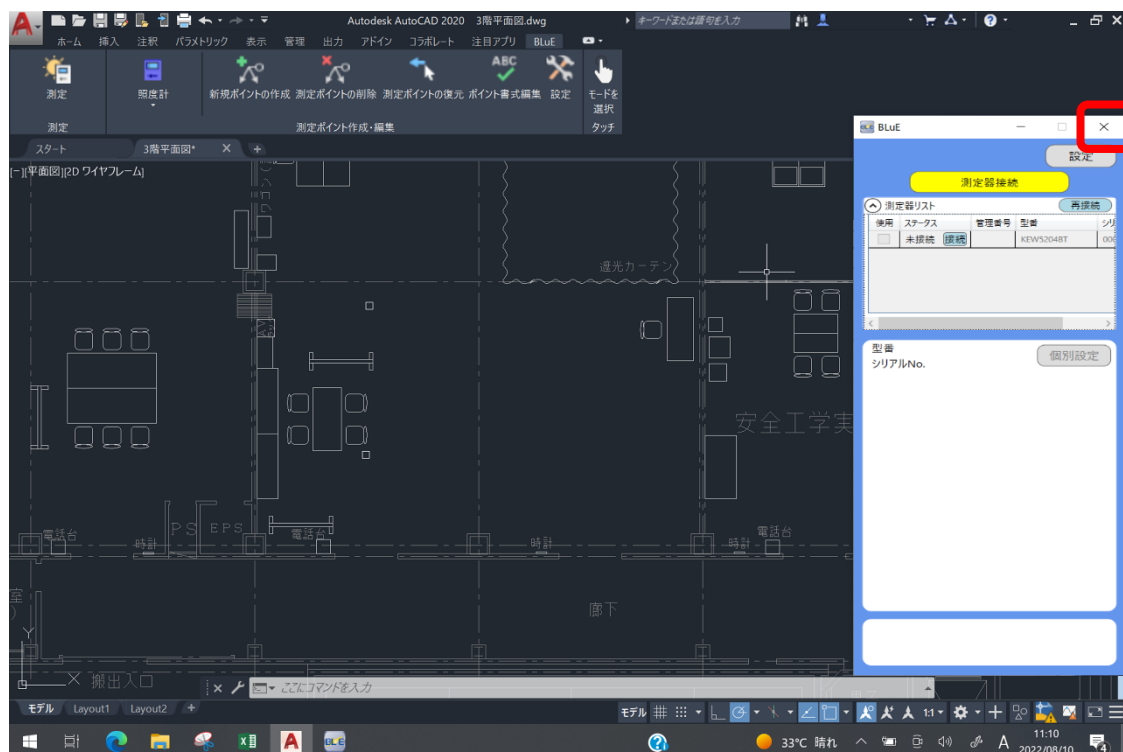 Autodesk AutoCAD 2020 3階平面図.dwg
キーワードまたは語句を入力
ホーム 挿入 注釈 パラメトリック 表示 管理 出力 アドイン コラボレート 注目アプリ BLuE
測定 照度計 新規ポイントの作成 測定ポイントの削除 測定ポイントの復元 ABC ポイント書式編集 設定 モードを選択
測定 測定ポイント作成・編集 タッチ
スタート 3階平面図* +
[-][平面図][2D ワイヤフレーム]
BLuE
設定
測定器接続
測定器リスト 再接続
使用 ステータス 管理番号 型番 シリ
未接続 接続 KEW5204BT 006
型番
シリアルNo.
個別設定
遮光カーテン
安全工学実
PS EPS
電話台 時計 電話台 時計 時計 電話台
室
廊下
Y
X 搬出入口
ここにコマンドを入力
モデル Layout1 Layout2 +
モデル 1:1
33°C 晴れ A 11:10
2022/08/10 4